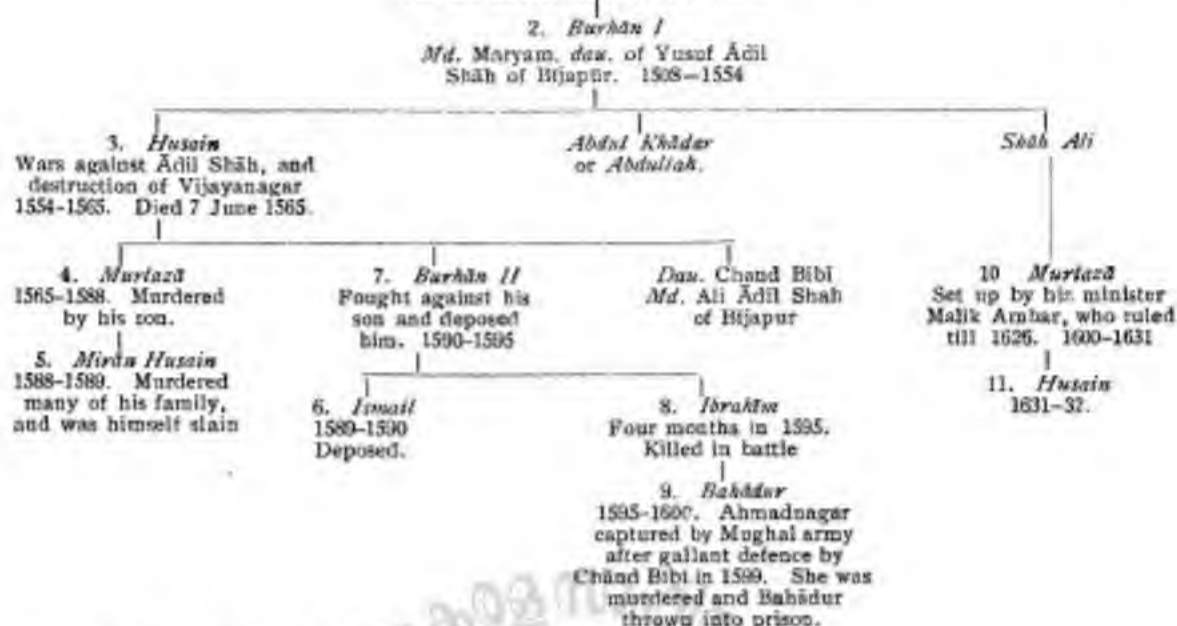 2. Burhān I
Md. Maryam, dau. of Yusuf Ādil
Shāh of Bijapūr. 1508–1554
3. Husain
Wars against Ādil Shāh, and
destruction of Vijayanagar
1554-1565. Died 7 June 1565.
Abdul Khādar
or Abdullah.
Shāh Ali
4. Murtazā
1565-1588. Murdered
by his son.
7. Burhān II
Fought against his
son and deposed
him. 1590-1595
Dau. Chand Bibi
Md. Ali Ādil Shah
of Bijapur
10 Murtazā
Set up by his minister
Malik Ambar, who ruled
till 1626. 1600-1631
5. Mirān Husain
1588-1589. Murdered
many of his family,
and was himself slain
6. Ismail
1589-1590
Deposed.
8. Ibrahīm
Four months in 1595.
Killed in battle
11. Husain
1631-32.
9. Bahādur
1595-1600. Ahmadnagar
captured by Mughal army
after gallant defence by
Chānd Bibi in 1599. She was
murdered and Bahādur
thrown into prison.